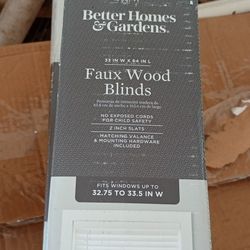 Better Homes
& Gardens.
33 IN W X 64 IN L
Faux Wood
Blinds
NO EXPOSED CORDS
FOR CHILD SAFETY
2 INCH SLATS
MATCHING VALANCE
& MOUNTING HARDWARE
INCLUDED
FITS WINDOWS UP TO
32.75 TO 33.5 IN W